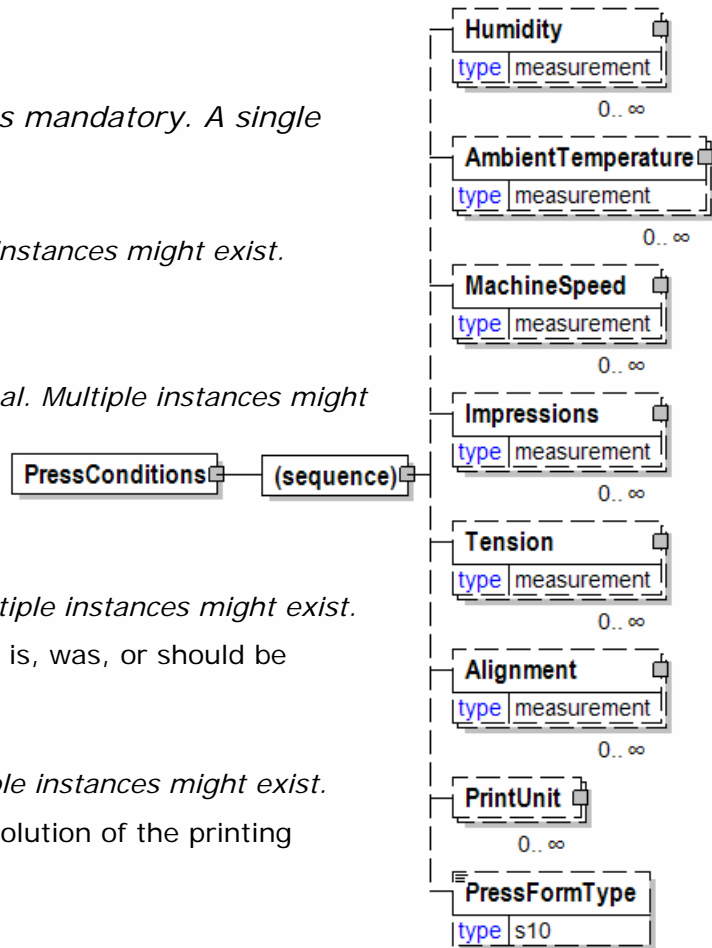 s mandatory. A single
instances might exist.
al. Multiple instances might
tiple instances might exist.
is, was, or should be
ole instances might exist.
solution of the printing
PressConditions
(sequence)
Humidity
type measurement
0.. ∞
AmbientTemperature
type measurement
0.. ∞
MachineSpeed
type measurement
0.. ∞
Impressions
type measurement
0.. ∞
Tension
type measurement
0.. ∞
Alignment
type measurement
0.. ∞
PrintUnit
0.. ∞
PressFormType
type s10